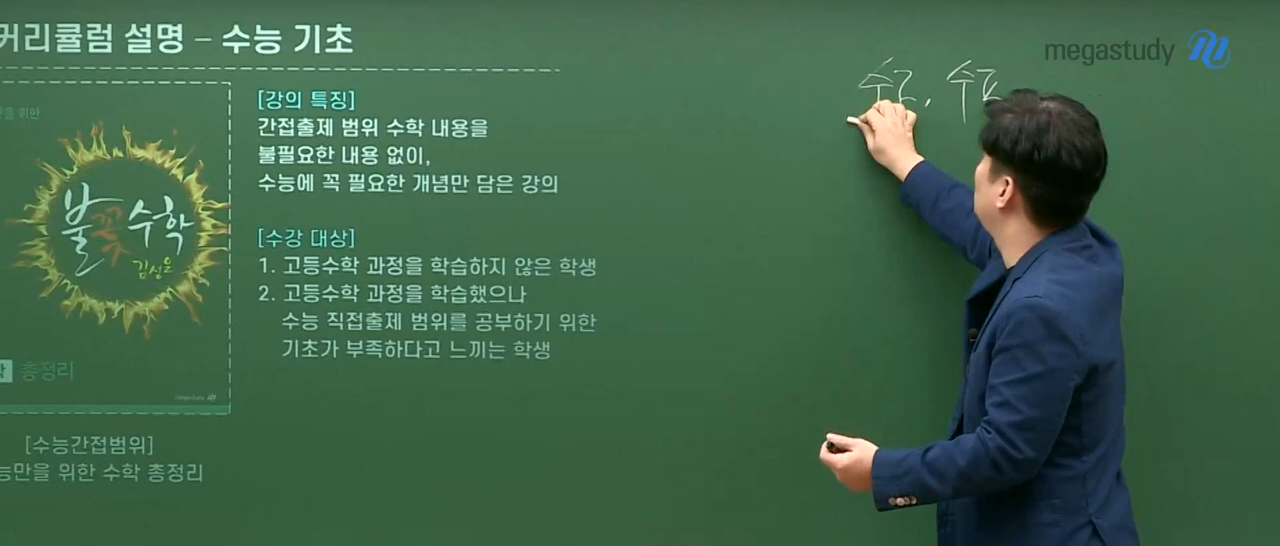 커리큘럼 설명 – 수능 기초
megastudy
수2, 수
을 위한
불꽃수학
김성은
총정리
megastudy
[수능간접범위]
능만을 위한 수학 총정리
[강의 특징]
간접출제 범위 수학 내용을
불필요한 내용 없이,
수능에 꼭 필요한 개념만 담은 강의
[수강 대상]
1. 고등수학 과정을 학습하지 않은 학생
2. 고등수학 과정을 학습했으나
수능 직접출제 범위를 공부하기 위한
기초가 부족하다고 느끼는 학생